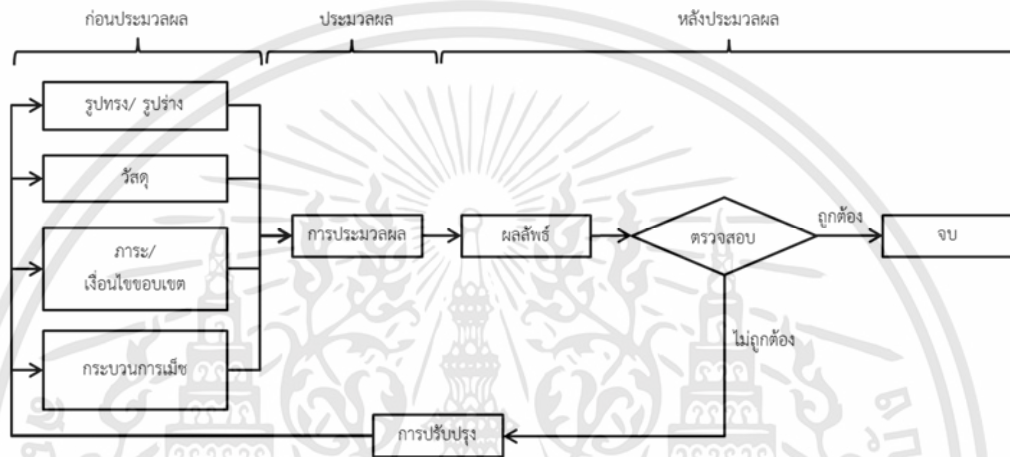 ก่อนประมวลผล
ประมวลผล
หลังประมวลผล
รูปทรง/ รูปร่าง
วัสดุ
ภาระ/
เงื่อนไขขอบเขต
กระบวนการเม็ช
การประมวลผล
ผลลัพธ์
ตรวจสอบ
ถูกต้อง
จบ
ไม่ถูกต้อง
การปรับปรุง